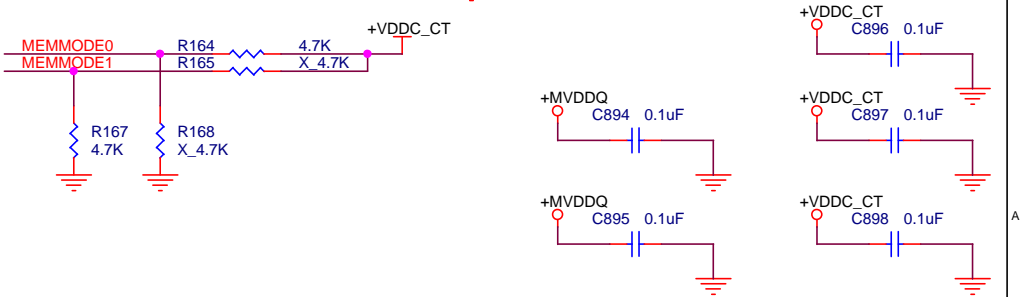 +VDDC_CT
MEMMODE0 R164 4.7K
MEMMODE1 R165 X_4.7K
R167 R168
4.7K X_4.7K
+MVDDQ
C894 0.1uF
+MVDDQ
C895 0.1uF
+VDDC_CT
C896 0.1uF
+VDDC_CT
C897 0.1uF
+VDDC_CT
C898 0.1uF
A